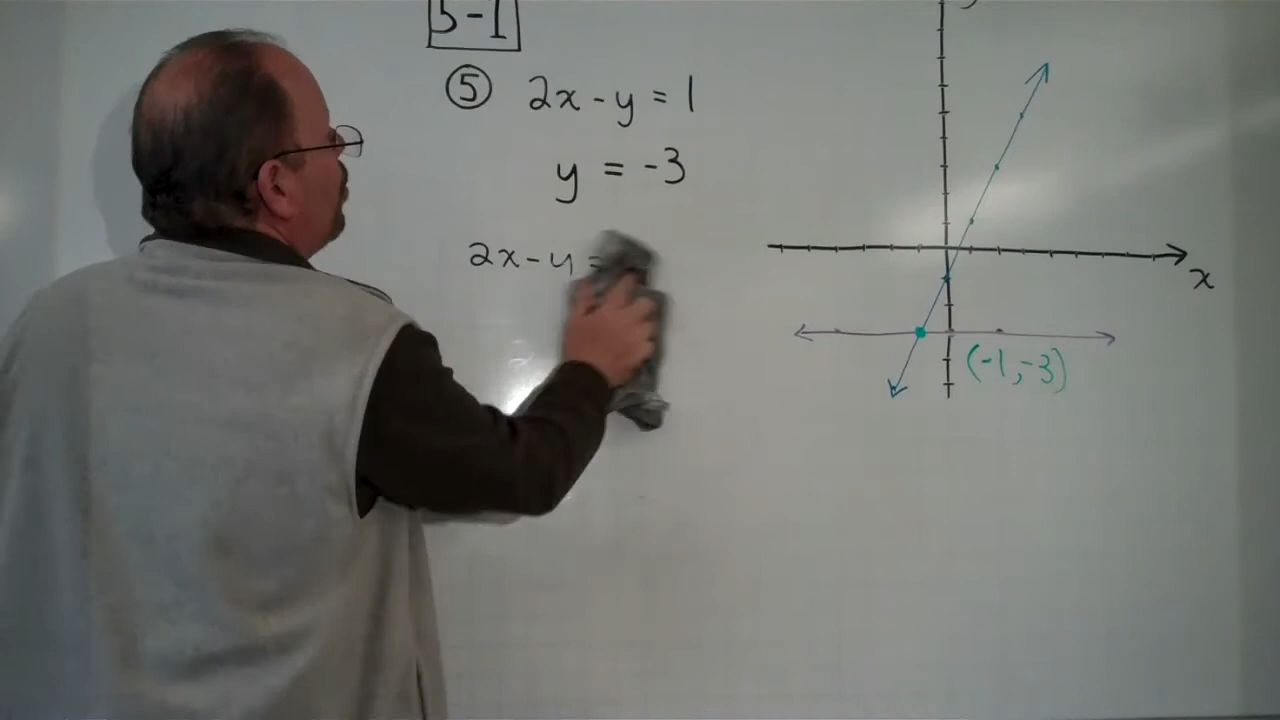 5-1
⑤ 2x - y = 1
y = -3
2x - y =
x
(-1, -3)